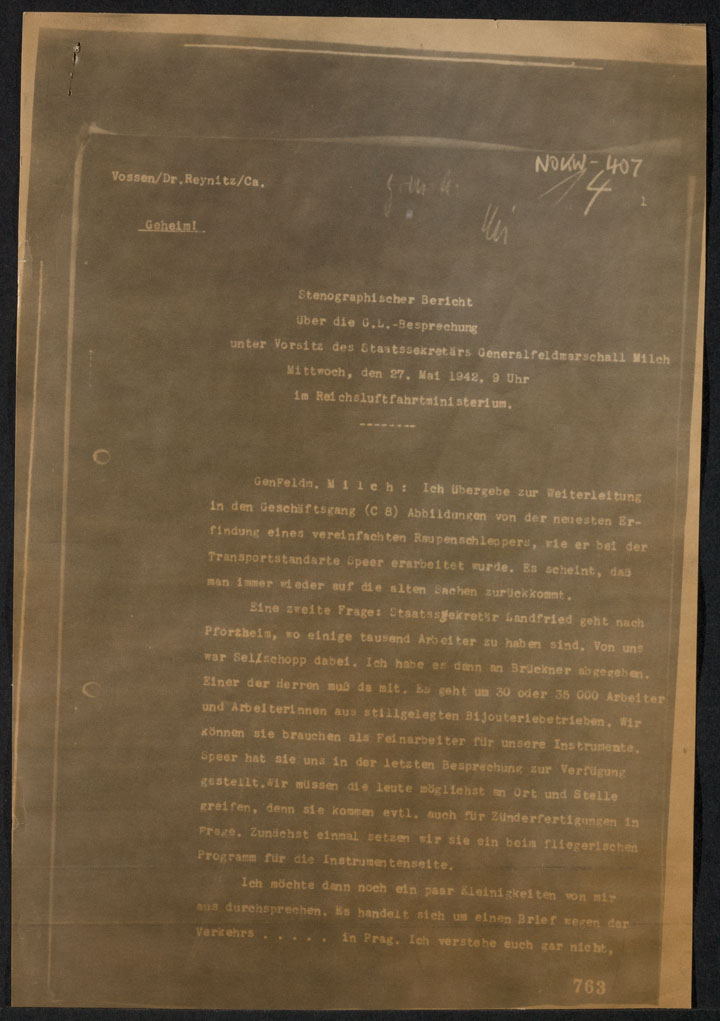 NOKW-407
Vossen/Dr.Reynitz/Ca.
4
1
Geheim!
Stenographischer Bericht
über die G.L.-Besprechung
unter Vorsitz des Staatssekretärs Generalfeldmarschall Milch
Mittwoch, den 27. Mai 1942, 9 Uhr
im Reichsluftfahrtministerium.
--------
GenFeldm. M i l c h : Ich übergebe zur Weiterleitung
in den Geschäftsgang (C 8) Abbildungen von der neuesten Er-
findung eines vereinfachten Raupenschleppers, wie er bei der
Transportstandarte Speer erarbeitet wurde. Es scheint, daß
man immer wieder auf die alten Sachen zurückkommt.
Eine zweite Frage: Staatssekretär Landfried geht nach
Pforzheim, wo einige tausend Arbeiter zu haben sind. Von uns
war Sellschopp dabei. Ich habe es dann an Brückner abgegeben.
Einer der Herren muß da mit. Es geht um 30 oder 35 000 Arbeiter
und Arbeiterinnen aus stillgelegten Bijouteriebetrieben. Wir
können sie brauchen als Feinarbeiter für unsere Instrumente.
Speer hat sie uns in der letzten Besprechung zur Verfügung
gestellt.Wir müssen die leute möglichst an Ort und Stelle
greifen, denn sie kommen evtl. auch für Zünderfertigungen in
Frage. Zunächst einmal setzen wir sie ein beim fliegerischen
Programm für die Instrumentenseite.
Ich möchte dann noch ein paar Kleinigkeiten von mir
aus durchsprechen. Es handelt sich um einen Brief wegen der
Verkehrs . . . . . in Prag. Ich verstehe auch gar nicht,
763